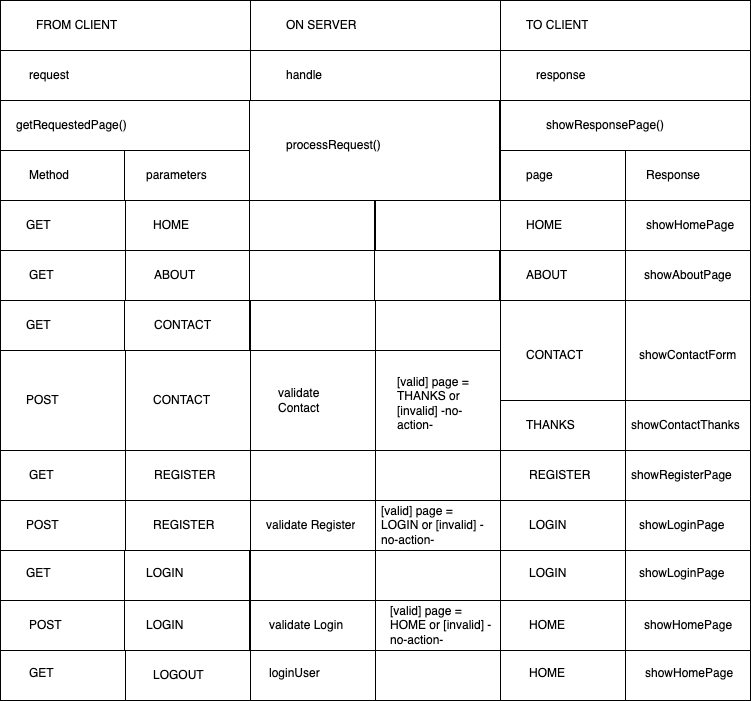 FROM CLIENT
ON SERVER
TO CLIENT
request
handle
response
getRequestedPage()
processRequest()
showResponsePage()
Method
parameters
page
Response
GET
HOME
HOME
showHomePage
GET
ABOUT
ABOUT
showAboutPage
GET
CONTACT
CONTACT
showContactForm
POST
CONTACT
validate
Contact
[valid] page =
THANKS or
[invalid] -no-
action-
THANKS
showContactThanks
GET
REGISTER
REGISTER
showRegisterPage
POST
REGISTER
validate Register
[valid] page =
LOGIN or [invalid] -
no-action-
LOGIN
showLoginPage
GET
LOGIN
LOGIN
showLoginPage
POST
LOGIN
validate Login
[valid] page =
HOME or [invalid] -
no-action-
HOME
showHomePage
GET
LOGOUT
loginUser
HOME
showHomePage